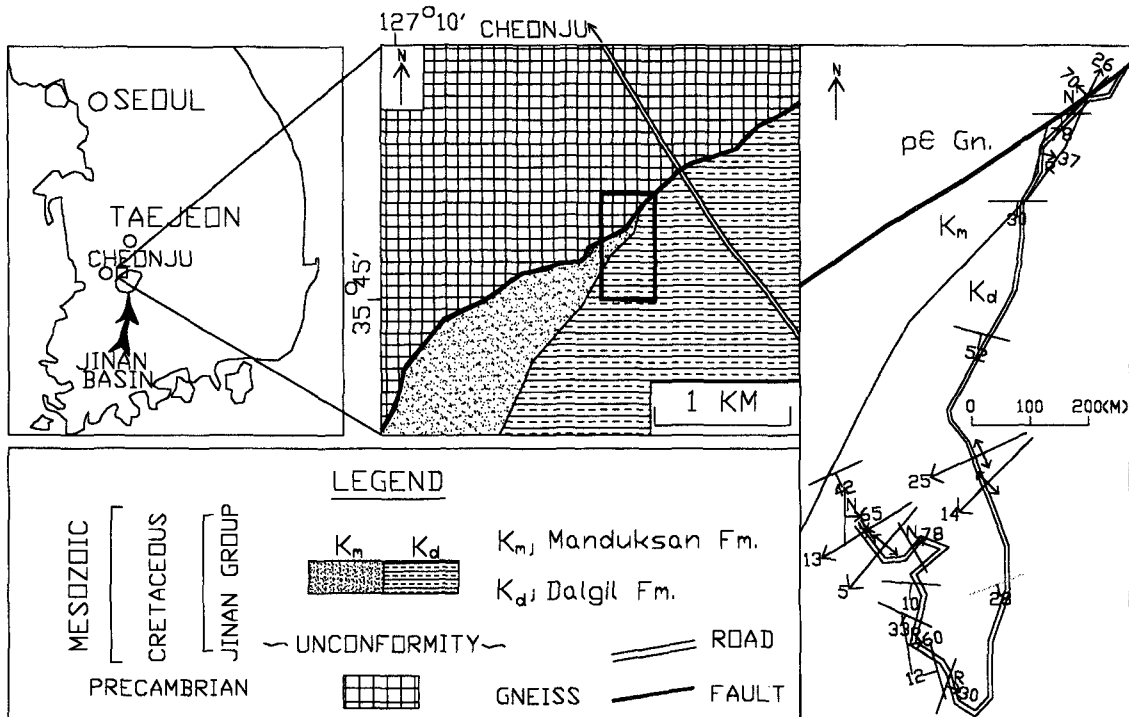 SEOUL
TAEJEON
CHEONJU
JINAN
BASIN
127°10'
CHEONJU
N
35°45'
1 KM
N
26
70
N
78
37
R
pЄ Gn.
30
Km
Kd
52
0 100 200(M)
25
14
42
N
65
N
78
13
5
10
28
33
R
60
12
R
30
LEGEND
MESOZOIC
CRETACEOUS
JINAN GROUP
Km Kd
Km; Manduksan Fm.
Kd; Dalgil Fm.
UNCONFORMITY
ROAD
PRECAMBRIAN
GNEISS
FAULT